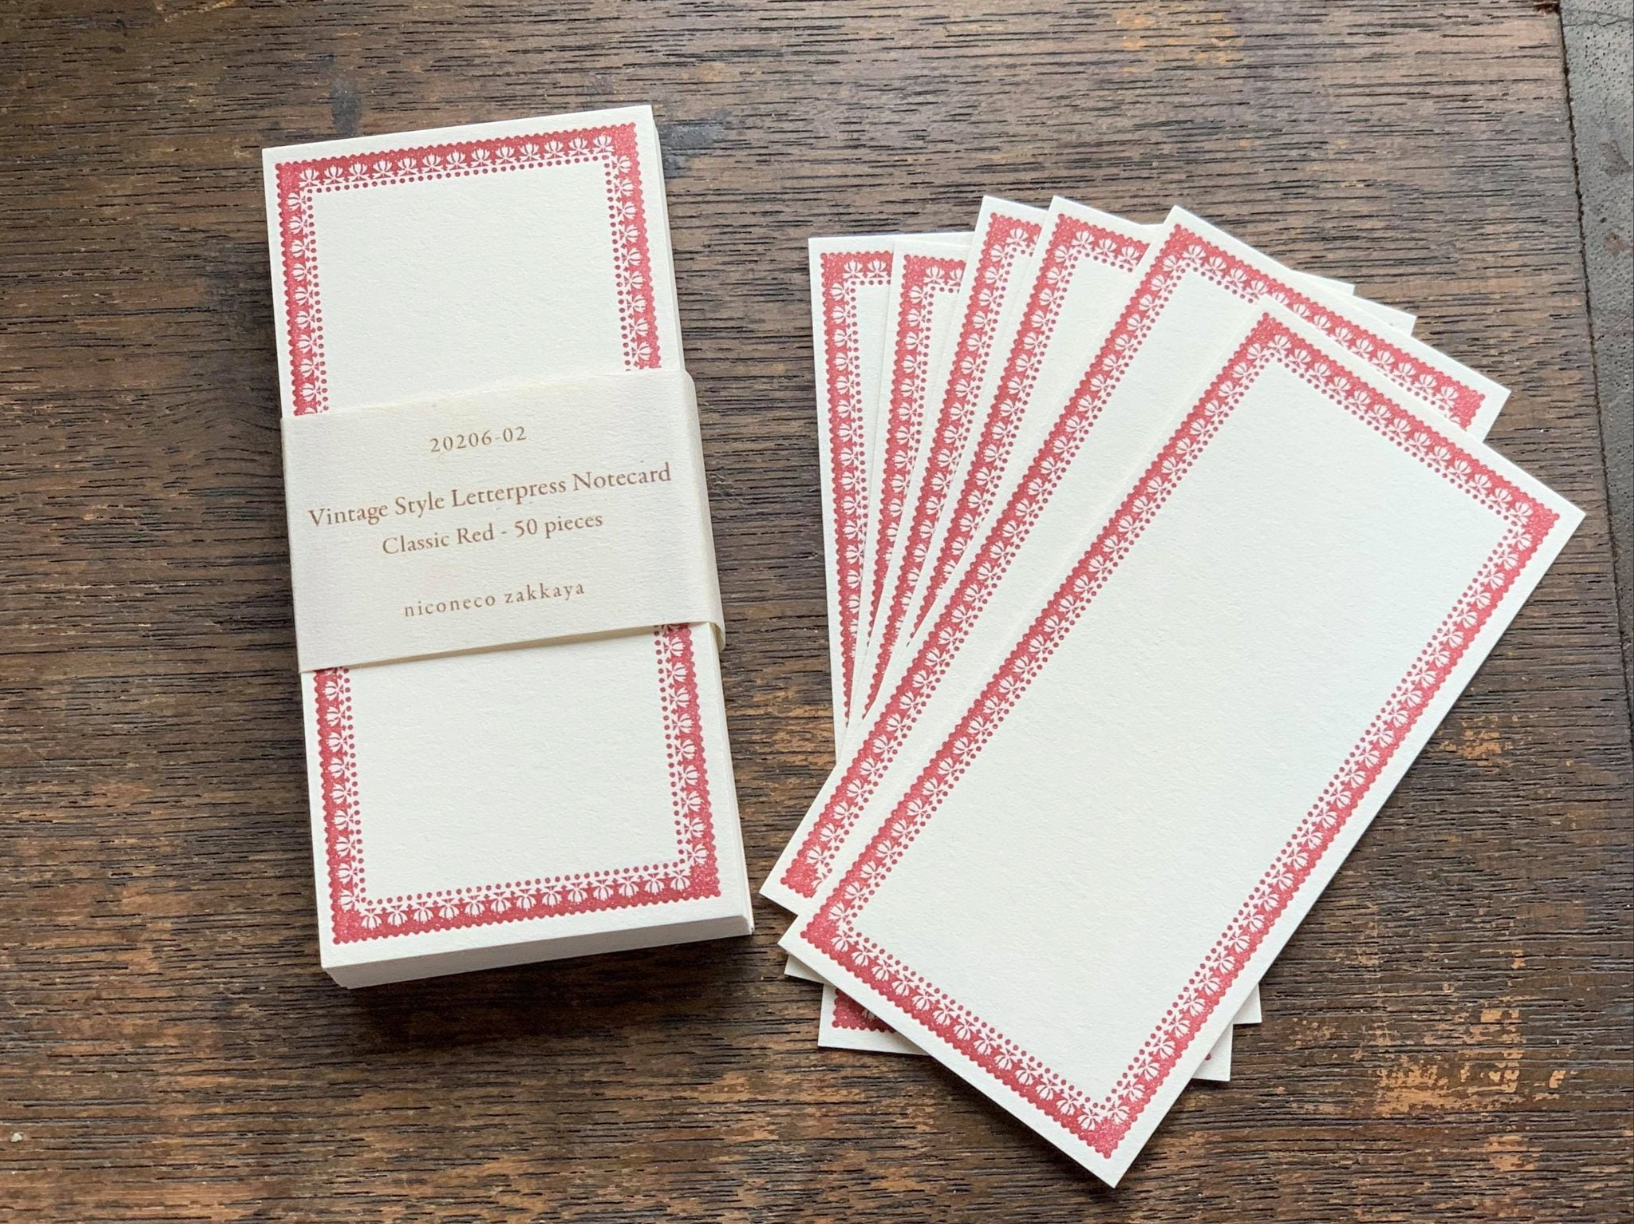 20206-02
Vintage Style Letterpress Notecard
Classic Red - 50 pieces
niconeco zakkaya